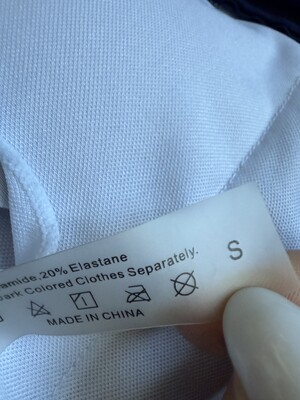 amide,20% Elastane
ark Colored Clothes Separately.
S
MADE IN CHINA